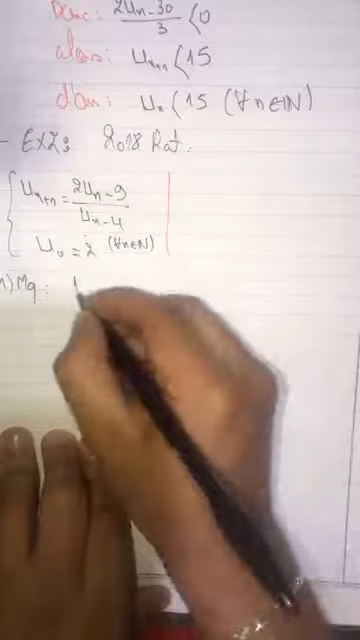 Donc: 2Un-30/3 <0
alors: Un+1 <15
d'où: Un <15 (∀n∈IN)
- EX2: 2018 Rat.
Un+1 = 2Un-9/Un-4
U0 = 2 (∀n∈IN)
1) Mq: